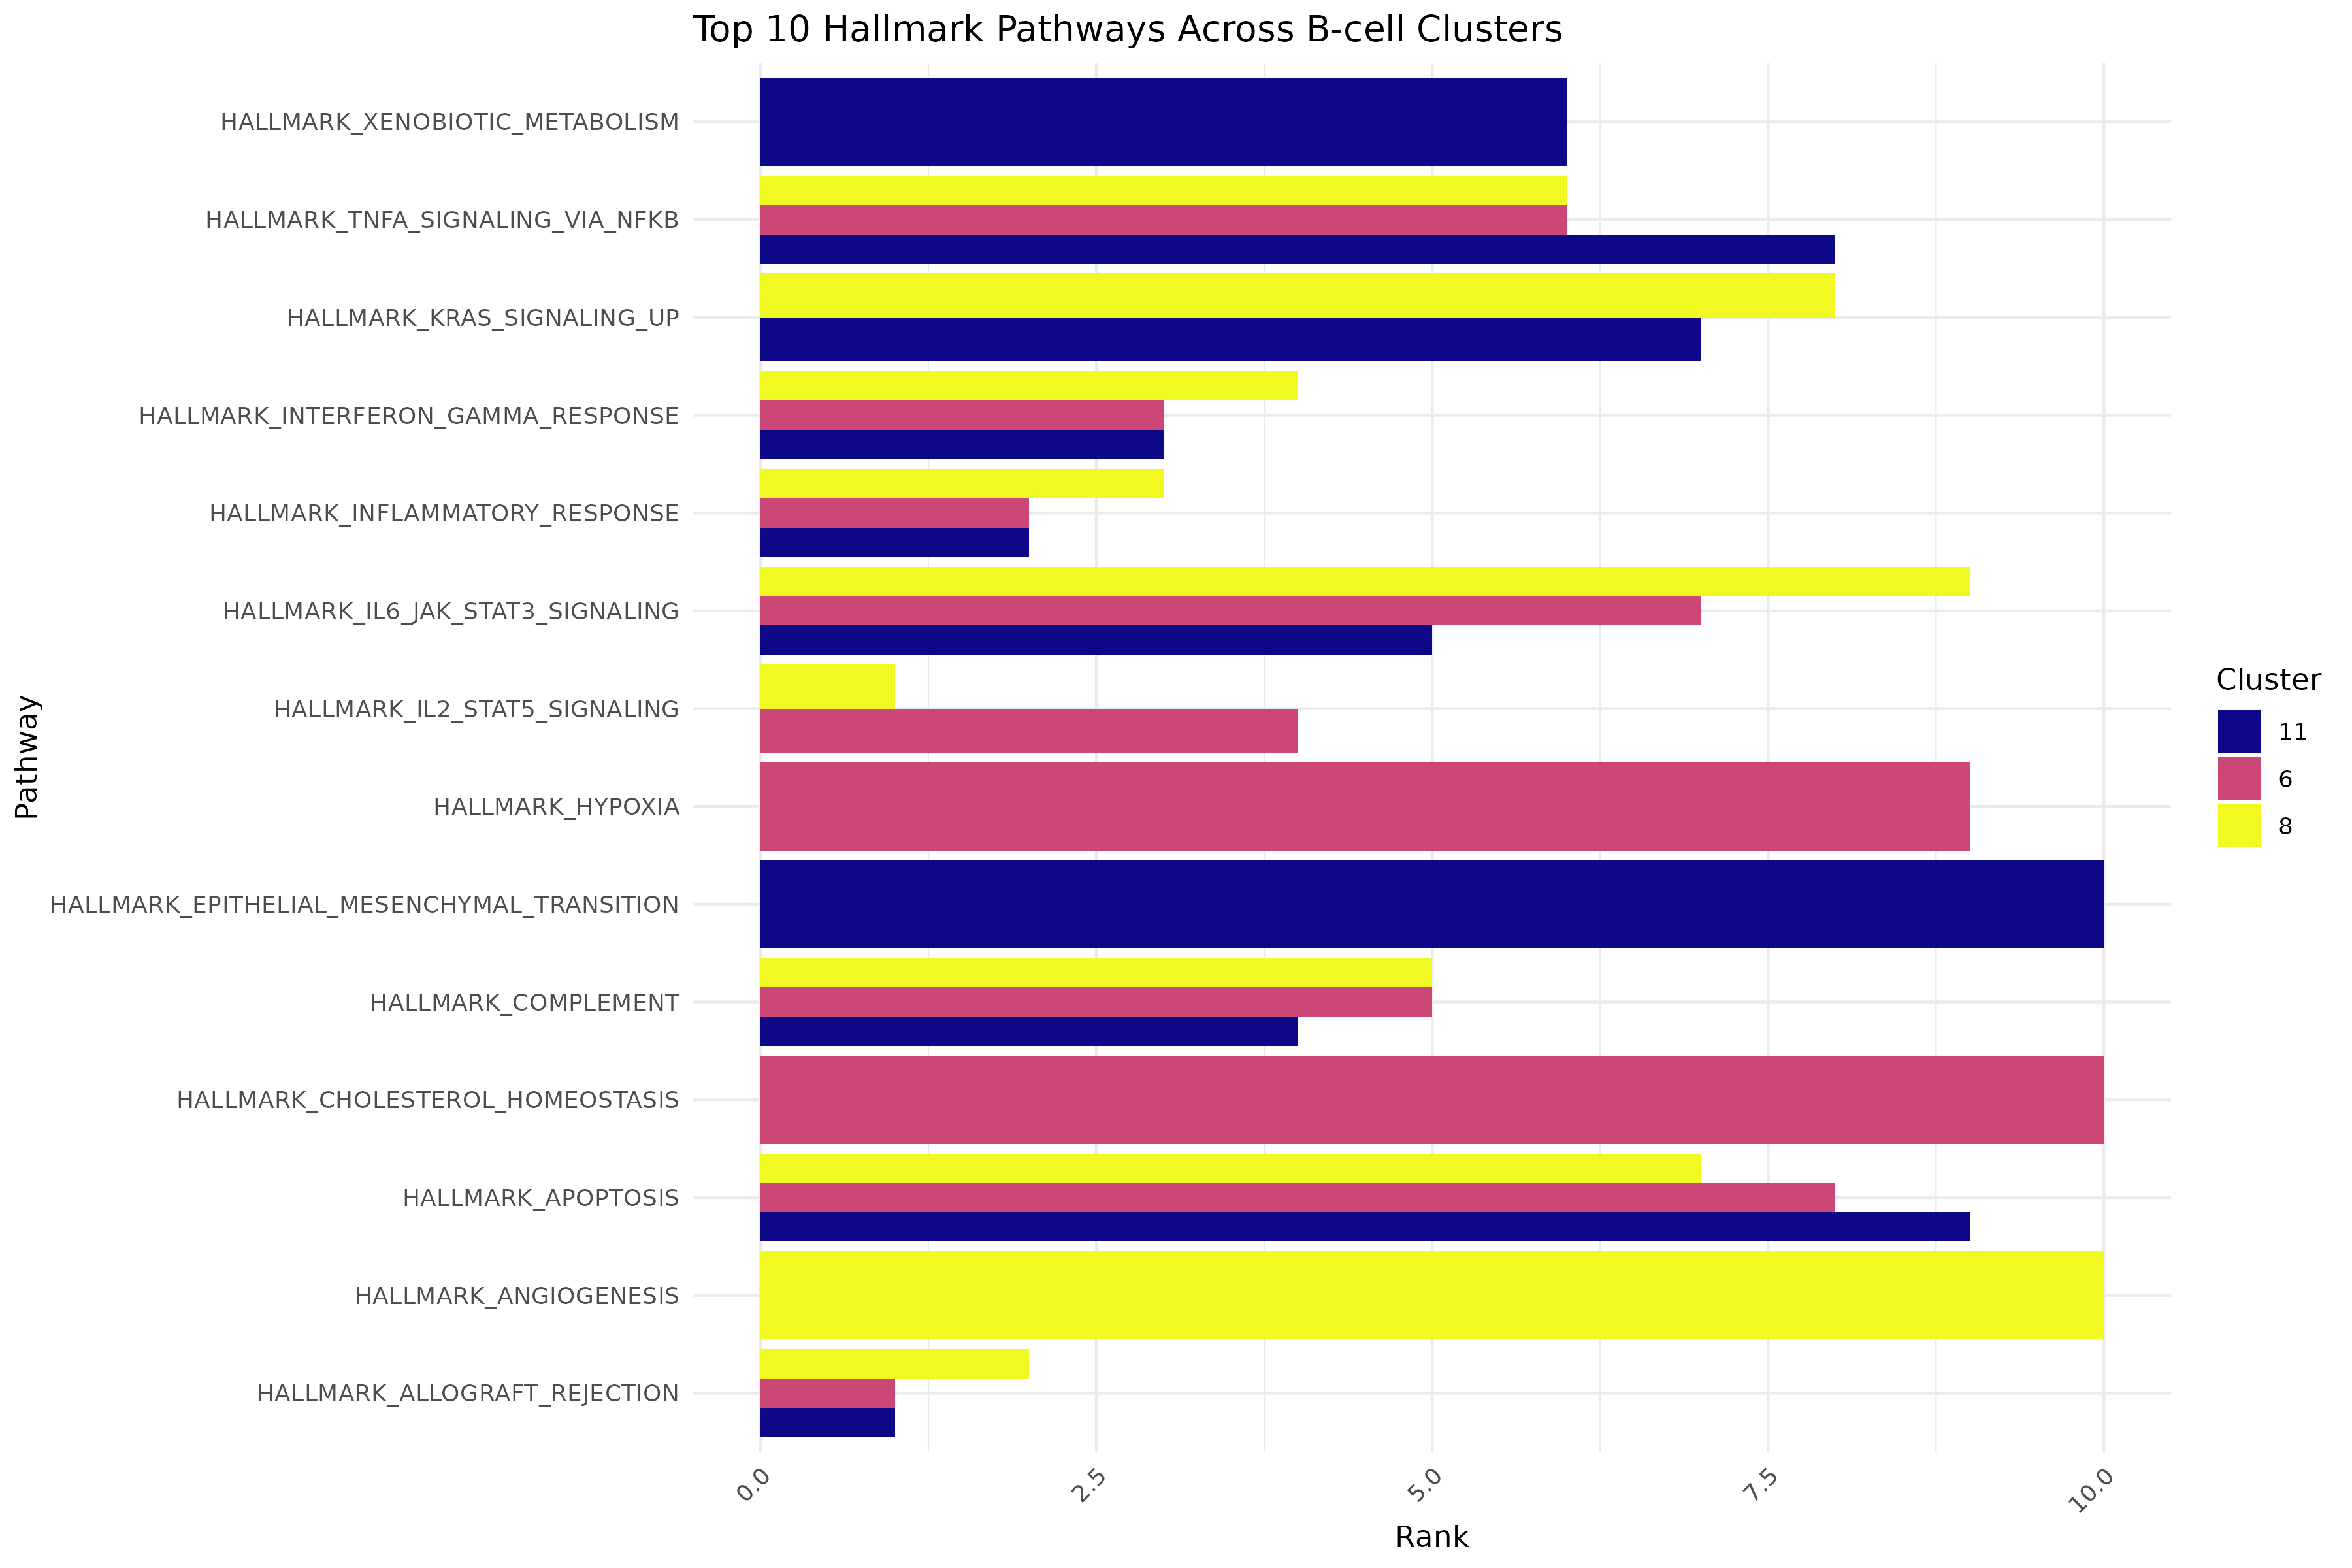 Top 10 Hallmark Pathways Across B-cell Clusters
Pathway
HALLMARK_XENOBIOTIC_METABOLISM
HALLMARK_TNFA_SIGNALING_VIA_NFKB
HALLMARK_KRAS_SIGNALING_UP
HALLMARK_INTERFERON_GAMMA_RESPONSE
HALLMARK_INFLAMMATORY_RESPONSE
HALLMARK_IL6_JAK_STAT3_SIGNALING
HALLMARK_IL2_STAT5_SIGNALING
HALLMARK_HYPOXIA
HALLMARK_EPITHELIAL_MESENCHYMAL_TRANSITION
HALLMARK_COMPLEMENT
HALLMARK_CHOLESTEROL_HOMEOSTASIS
HALLMARK_APOPTOSIS
HALLMARK_ANGIOGENESIS
HALLMARK_ALLOGRAFT_REJECTION
0.0 2.5 5.0 7.5 10.0
Rank
Cluster
11
6
8